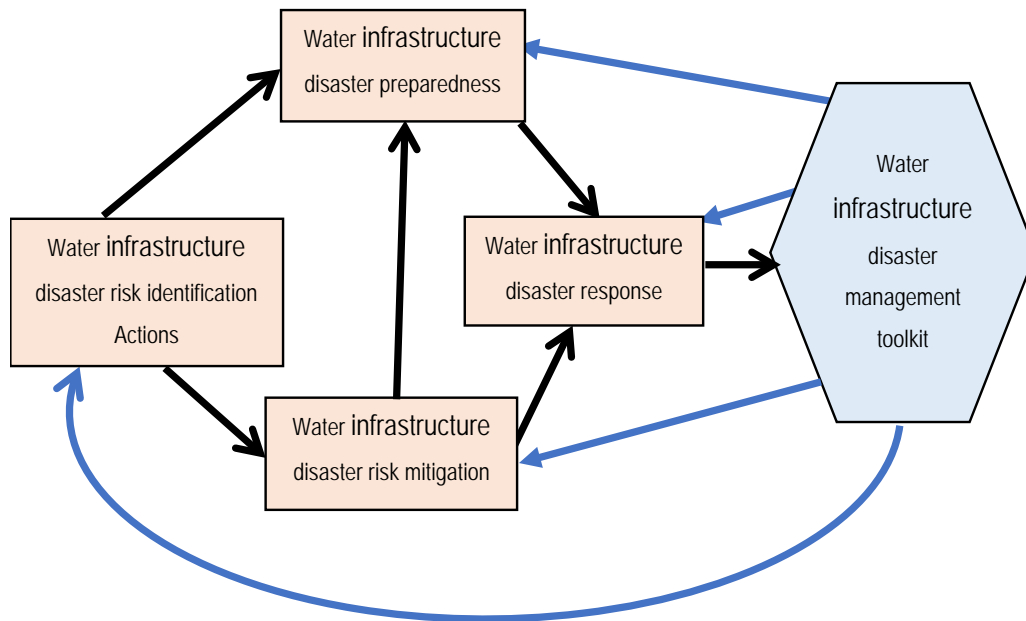 Water infrastructure
disaster preparedness
Water infrastructure
disaster risk identification
Actions
Water infrastructure
disaster response
Water infrastructure
disaster risk mitigation
Water
infrastructure
disaster
management
toolkit